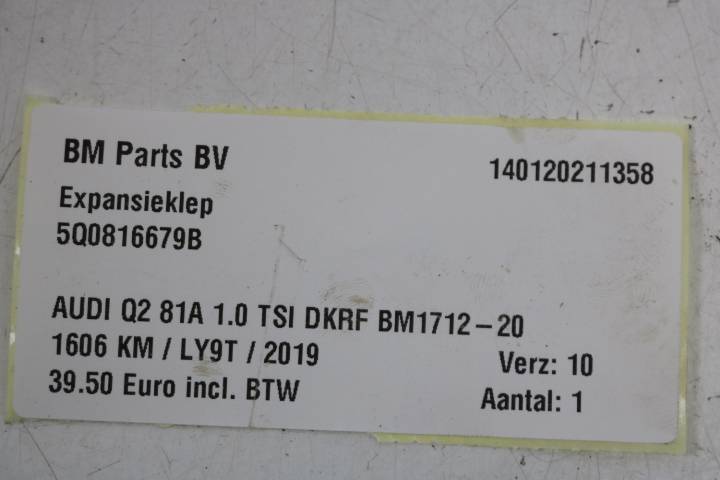 BM Parts BV
140120211358
Expansieklep
5Q0816679B
AUDI Q2 81A 1.0 TSI DKRF BM1712-20
1606 KM / LY9T / 2019
Verz: 10
39.50 Euro incl. BTW
Aantal: 1